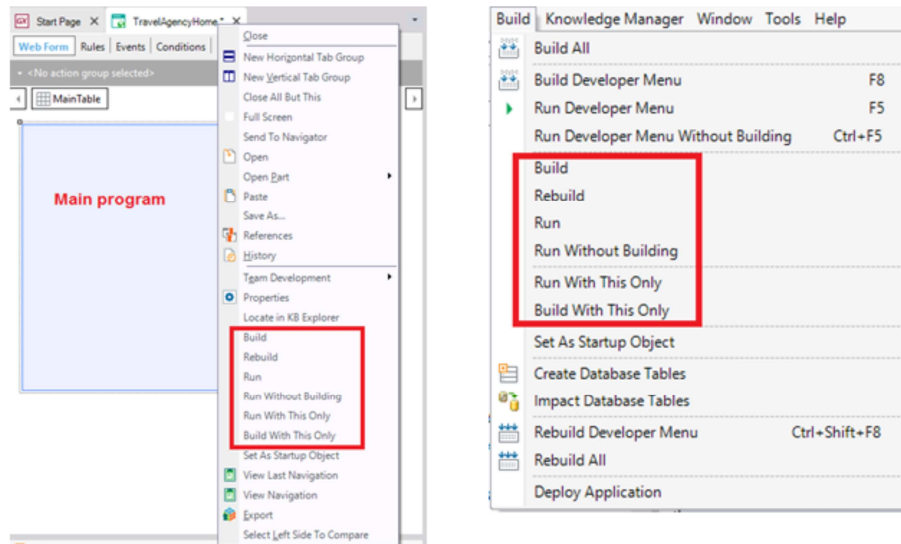 Start Page
TravelAgencyHome *
Web Form Rules Events Conditions
<No action group selected>
MainTable
Main program
Close
New Horizontal Tab Group
New Vertical Tab Group
Close All But This
Full Screen
Send To Navigator
Open
Open Part
Paste
Save As...
References
History
Team Development
Properties
Locate in KB Explorer
Build
Rebuild
Run
Run Without Building
Run With This Only
Build With This Only
Set As Startup Object
View Last Navigation
View Navigation
Export
Select Left Side To Compare
Build Knowledge Manager Window Tools Help
Build All
Build Developer Menu F8
Run Developer Menu F5
Run Developer Menu Without Building Ctrl+F5
Build
Rebuild
Run
Run Without Building
Run With This Only
Build With This Only
Set As Startup Object
Create Database Tables
Impact Database Tables
Rebuild Developer Menu Ctrl+Shift+F8
Rebuild All
Deploy Application